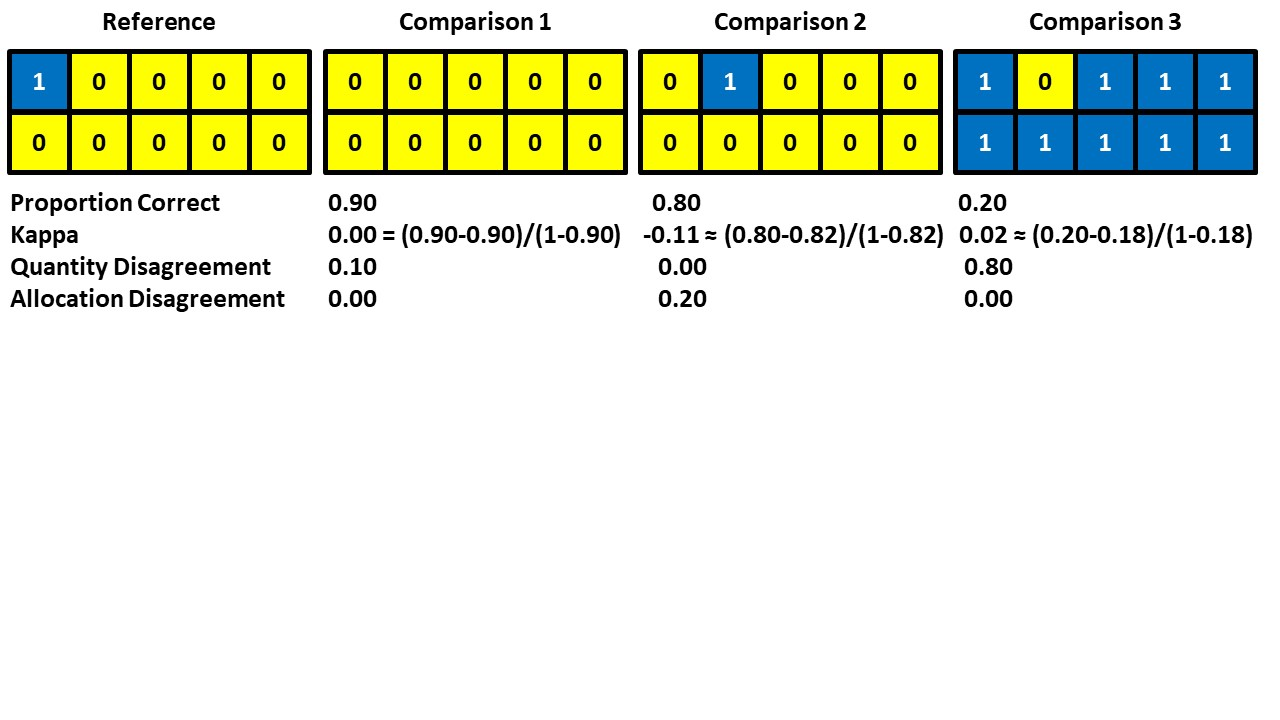 Reference Comparison 1 Comparison 2 Comparison 3
1 0 0 0 0 0 0 0 0 0 0 1 0 0 0 1 0 1 1 1
0 0 0 0 0 0 0 0 0 0 0 0 0 0 0 1 1 1 1 1
Proportion Correct 0.90 0.80 0.20
Kappa 0.00 = (0.90-0.90)/(1-0.90) -0.11 ≈ (0.80-0.82)/(1-0.82) 0.02 ≈ (0.20-0.18)/(1-0.18)
Quantity Disagreement 0.10 0.00 0.80
Allocation Disagreement 0.00 0.20 0.00